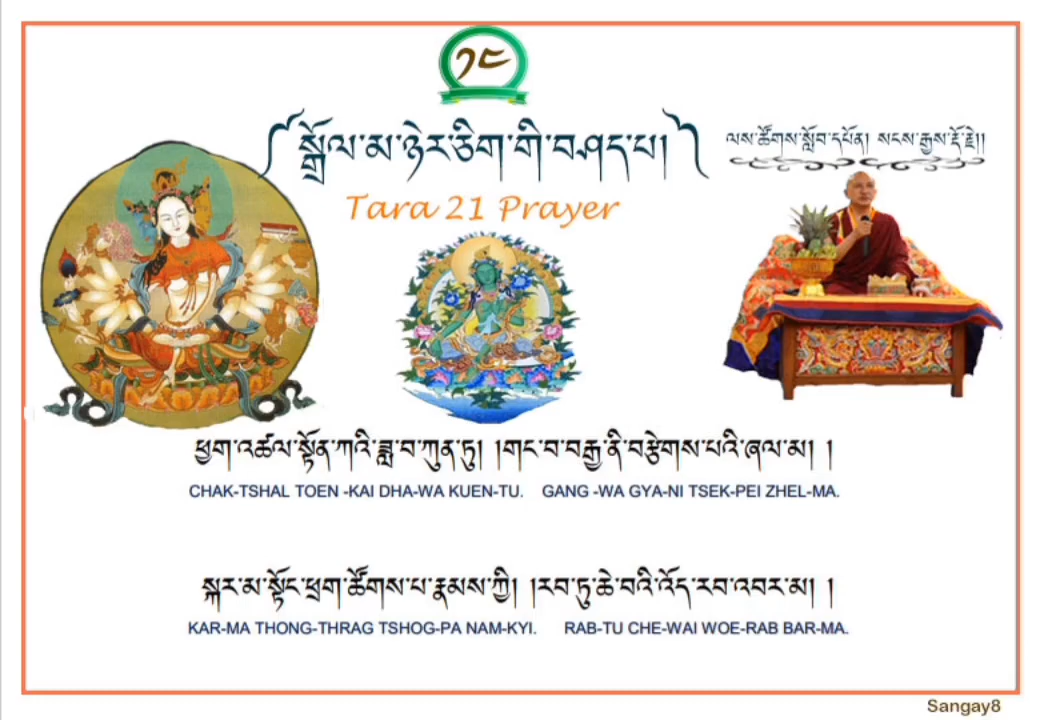 ༡༨
༼སྒྲོལ་མ་ཉེར་ཅིག་གི་བཤད་པ།༽
ལས་ཚོགས་སློབ་དཔོན། སངས་རྒྱས་རྡོ་རྗེ།།
Tara 21 Prayer
ཕྱག་འཚལ་སྟོན་ཀའི་ཟླ་བ་ཀུན་ཏུ། །གང་བ་བརྒྱ་ནི་བརྩེགས་པའི་ཞལ་མ། །
CHAK-TSHAL TOEN -KAI DHA-WA KUEN-TU. GANG -WA GYA-NI TSEK-PEI ZHEL-MA.
སྐར་མ་སྟོང་ཕྲག་ཚོགས་པ་རྣམས་ཀྱི། །རབ་ཏུ་ཆེ་བའི་འོད་རབ་འབར་མ། །
KAR-MA THONG-THRAG TSHOG-PA NAM-KYI. RAB-TU CHE-WAI WOE-RAB BAR-MA.
Sangay8